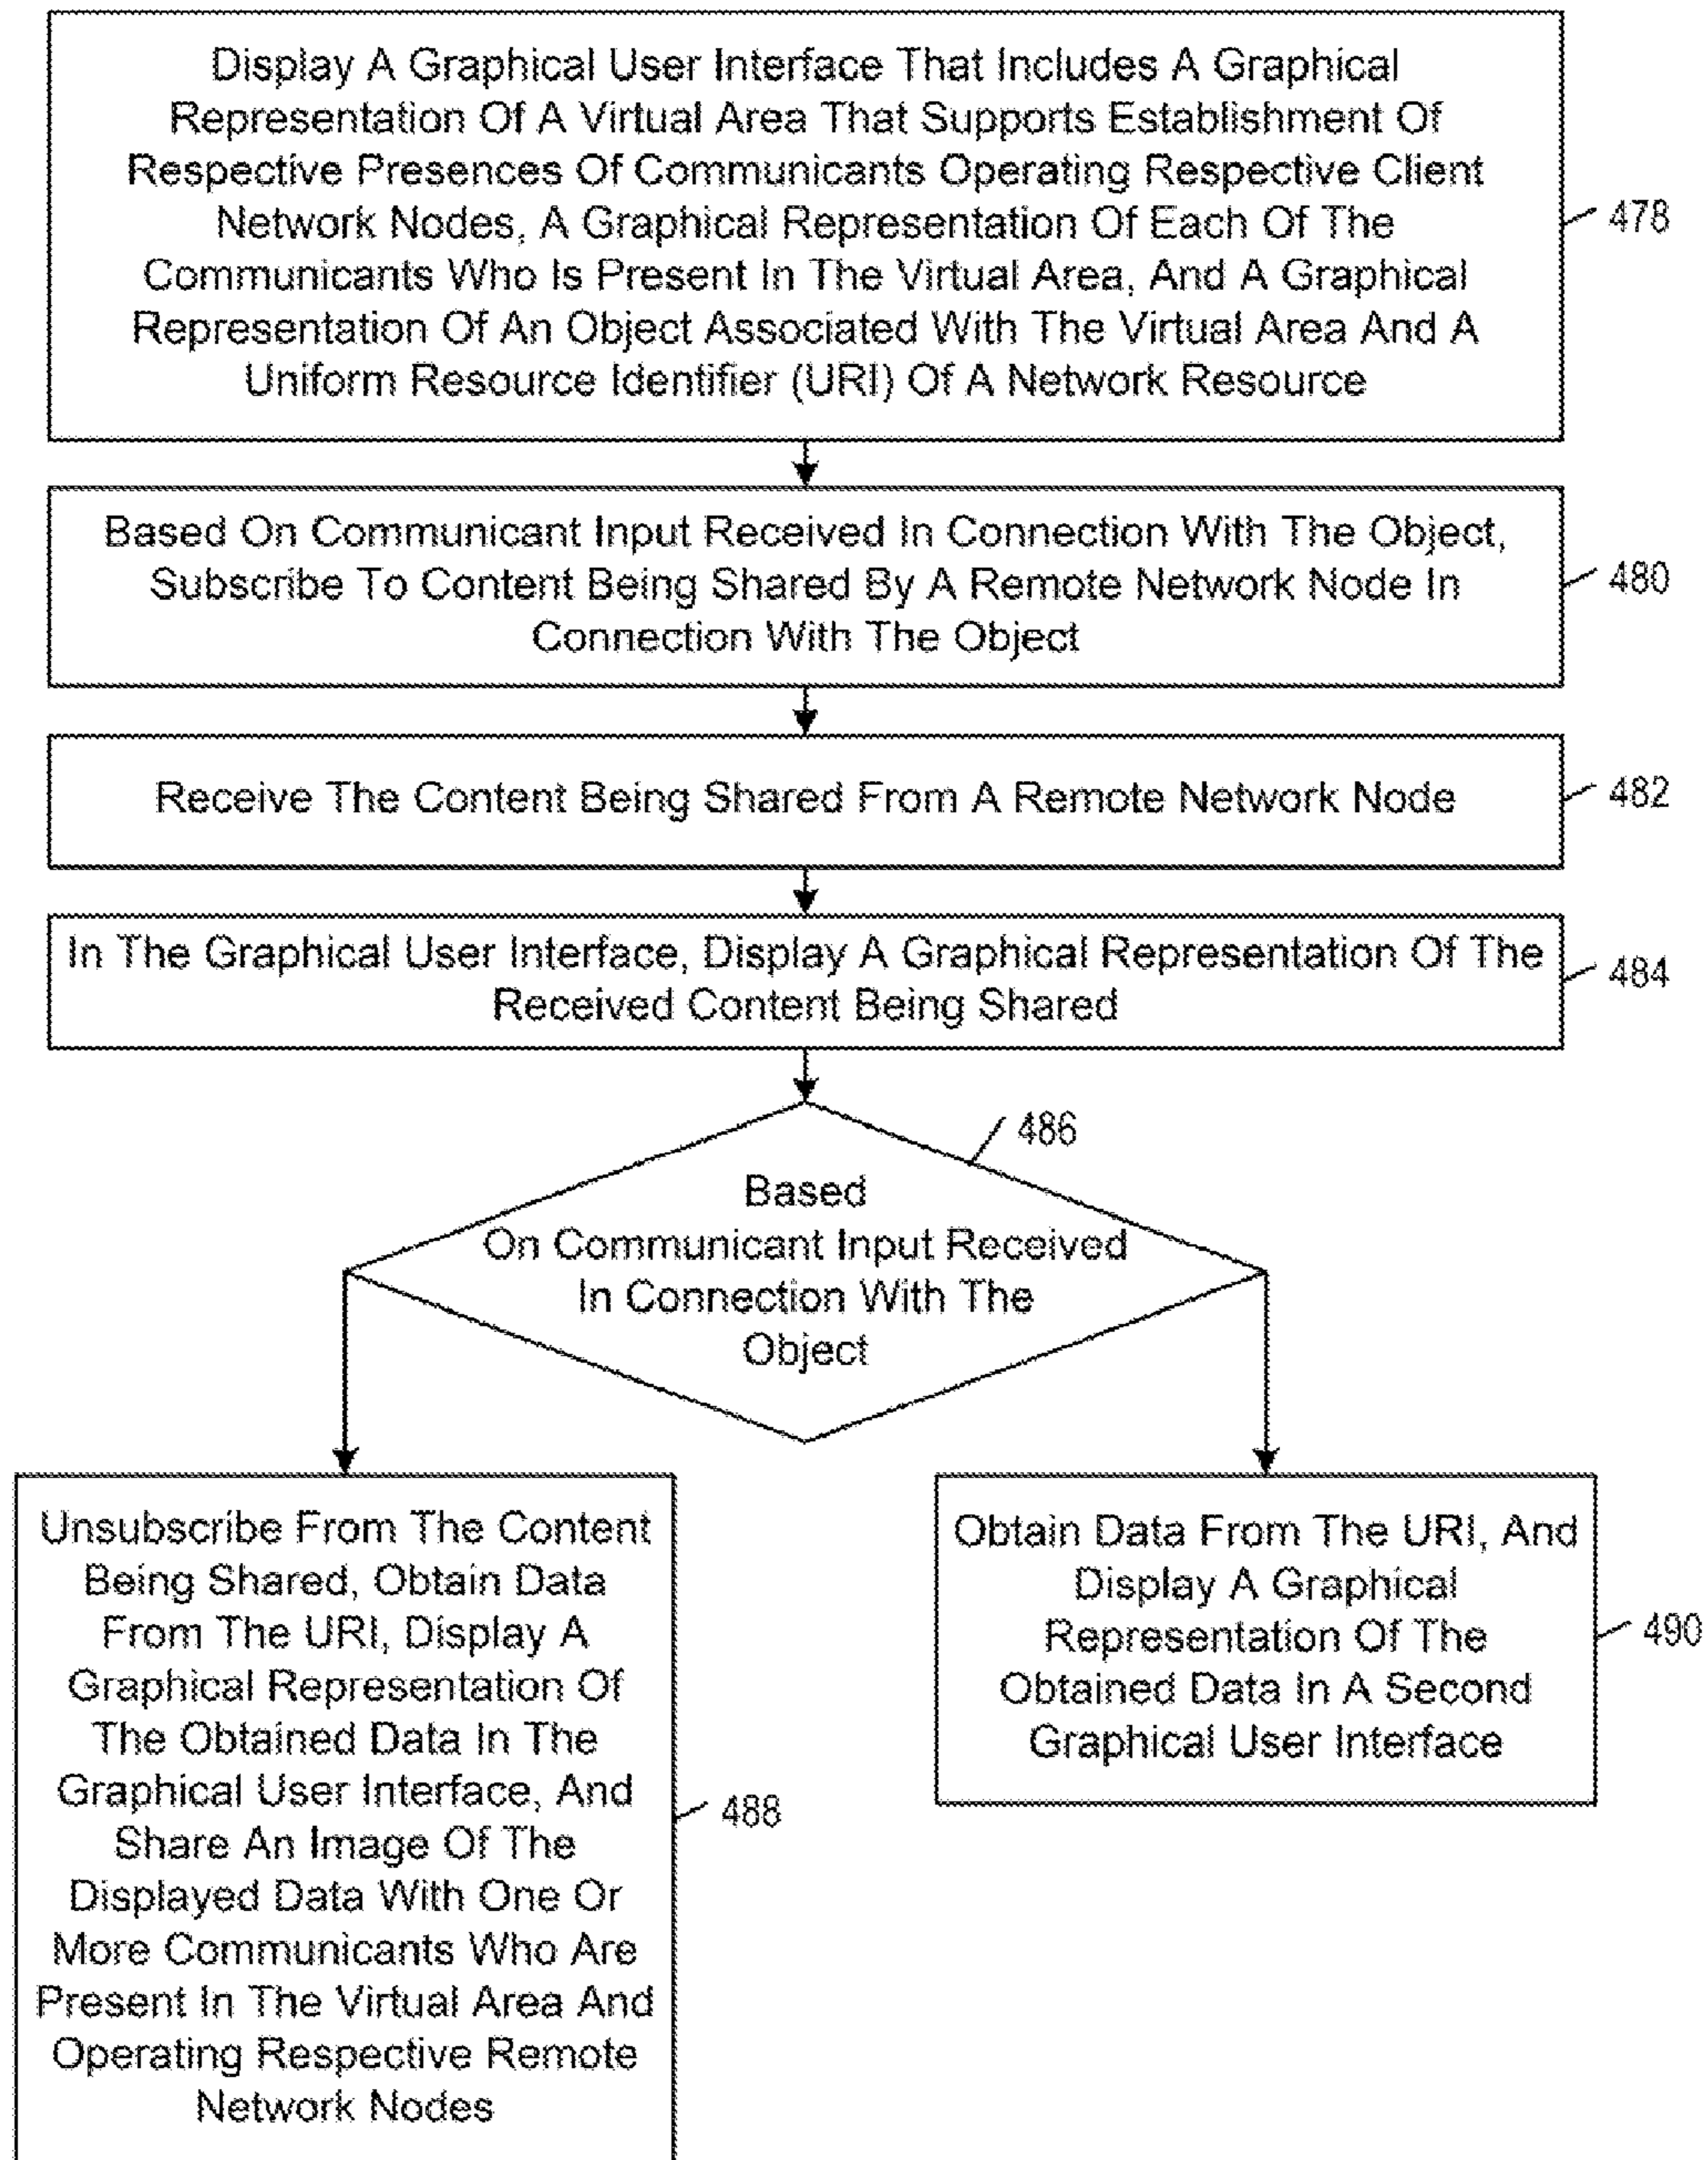 Display A Graphical User Interface That Includes A Graphical
Representation Of A Virtual Area That Supports Establishment Of
Respective Presences Of Communicants Operating Respective Client
Network Nodes, A Graphical Representation Of Each Of The
Communicants Who Is Present In The Virtual Area, And A Graphical
Representation Of An Object Associated With The Virtual Area And A
Uniform Resource Identifier (URI) Of A Network Resource
478
Based On Communicant Input Received In Connection With The Object,
Subscribe To Content Being Shared By A Remote Network Node In
Connection With The Object
480
Receive The Content Being Shared From A Remote Network Node
482
In The Graphical User Interface, Display A Graphical Representation Of The
Received Content Being Shared
484
486
Based
On Communicant Input Received
In Connection With The
Object
Unsubscribe From The Content
Being Shared, Obtain Data
From The URI, Display A
Graphical Representation Of
The Obtained Data In The
Graphical User Interface, And
Share An Image Of The
Displayed Data With One Or
More Communicants Who Are
Present In The Virtual Area And
Operating Respective Remote
Network Nodes
488
Obtain Data From The URI, And
Display A Graphical
Representation Of The
Obtained Data In A Second
Graphical User Interface
490